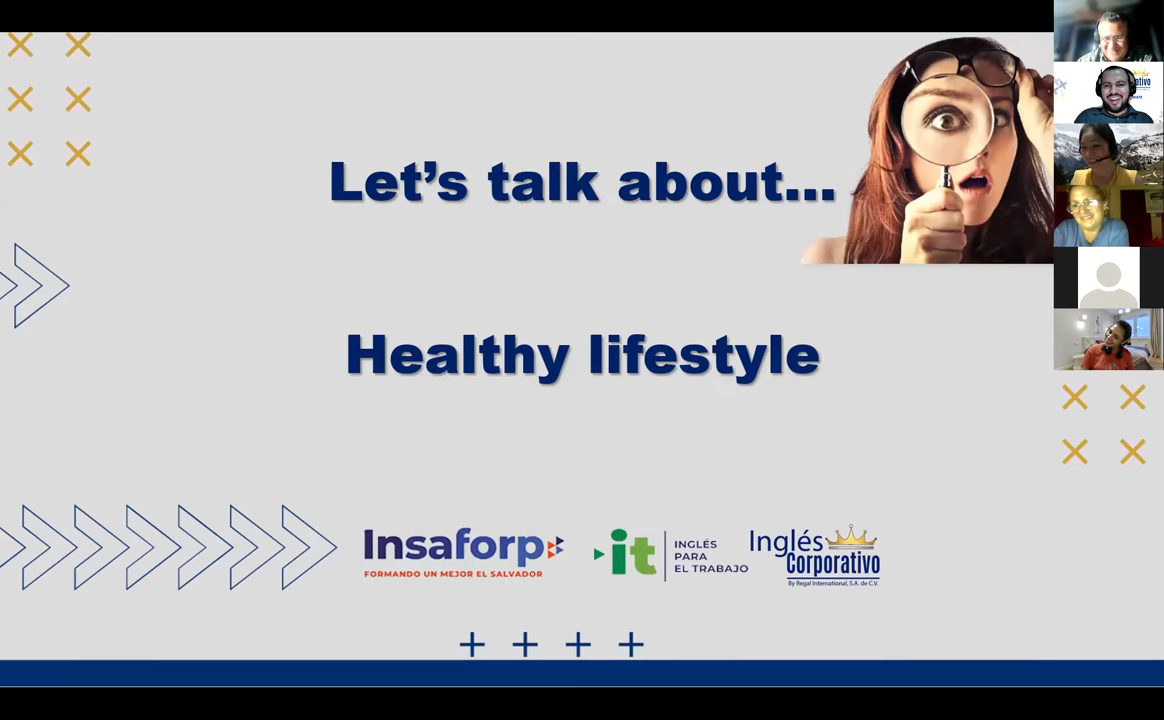 Let's talk about...
Healthy lifestyle
Insaforp
FORMANDO UN MEJOR EL SALVADOR
it
INGLÉS
PARA
EL TRABAJO
Inglés
Corporativo
By Regal International, S.A. de C.V.